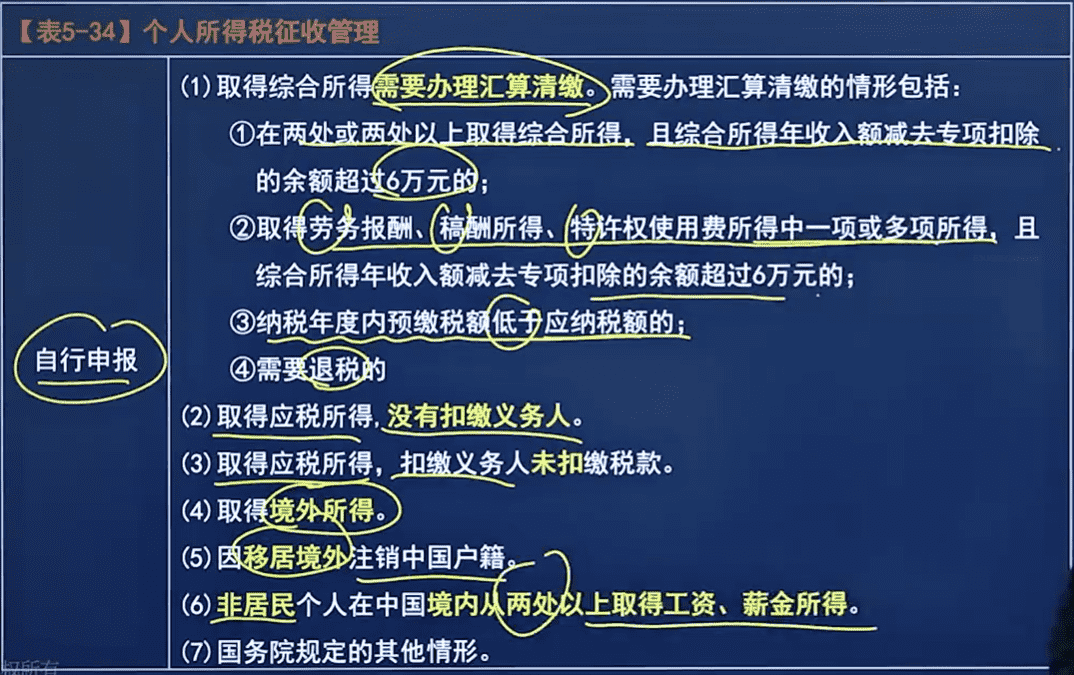 【表5-34】个人所得税征收管理
(1)取得综合所得需要办理汇算清缴。需要办理汇算清缴的情形包括：
①在两处或两处以上取得综合所得，且综合所得年收入额减去专项扣除
的余额超过6万元的；
②取得劳务报酬、稿酬所得、特许权使用费所得中一项或多项所得，且
综合所得年收入额减去专项扣除的余额超过6万元的；
③纳税年度内预缴税额低于应纳税额的；
自行申报
④需要退税的
(2)取得应税所得，没有扣缴义务人。
(3)取得应税所得，扣缴义务人未扣缴税款。
(4)取得境外所得。
(5)因移居境外注销中国户籍。
(6)非居民个人在中国境内从两处以上取得工资、薪金所得。
(7)国务院规定的其他情形。
权所有